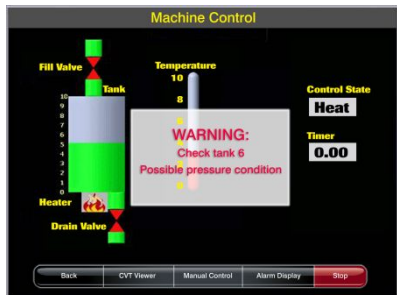 Machine Control
Fill Valve
Temperature
10
Tank
8
10
9
8
7
6
5
4
3
2
1
0
Control State
Heat
Timer
0.00
WARNING:
Check tank 6
Possible pressure condition
Heater
Drain Valve
Back
CVT Viewer
Manual Control
Alarm Display
Stop